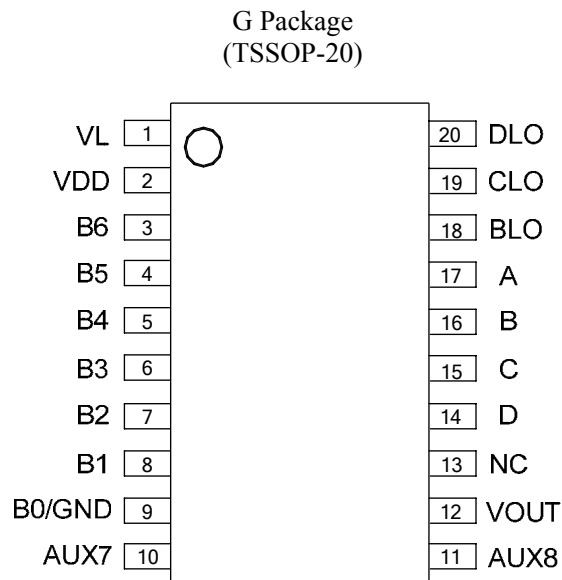 G Package
(TSSOP-20)
VL 1 20 DLO
VDD 2 19 CLO
B6 3 18 BLO
B5 4 17 A
B4 5 16 B
B3 6 15 C
B2 7 14 D
B1 8 13 NC
B0/GND 9 12 VOUT
AUX7 10 11 AUX8